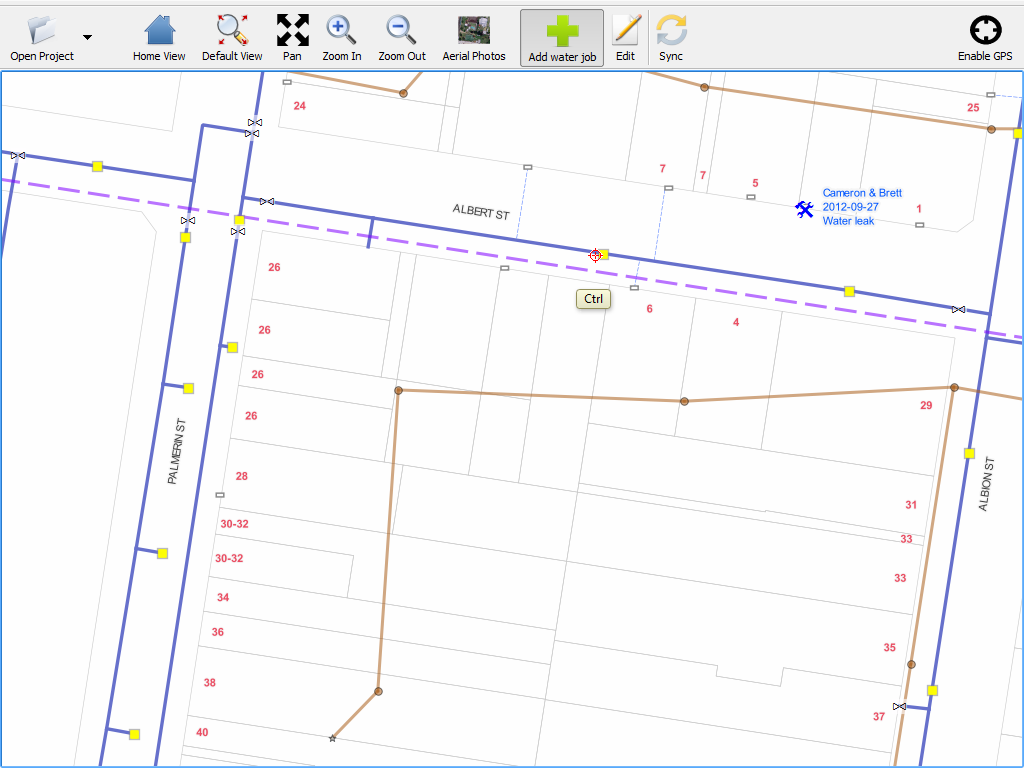 Open Project
Home View
Default View
Pan
Zoom In
Zoom Out
Aerial Photos
Add water job
Edit
Sync
Enable GPS
24
25
7
7
5
Cameron & Brett
2012-09-27
Water leak
1
ALBERT ST
26
Ctrl
6
4
26
26
26
29
PALMERIN ST
28
ALBION ST
31
30-32
33
30-32
33
34
36
35
38
37
40